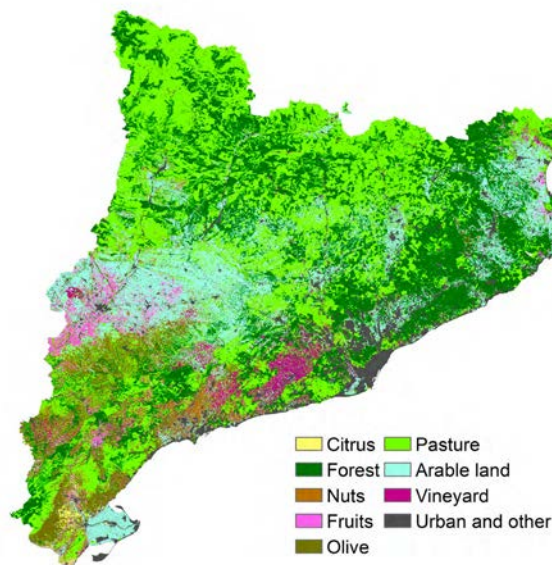 Citrus
Pasture
Forest
Arable land
Nuts
Vineyard
Fruits
Urban and other
Olive